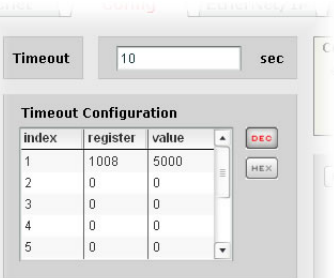 Timeout 10 sec
Timeout Configuration
index register value
1 1008 5000
2 0 0
3 0 0
4 0 0
5 0 0
DEC
HEX